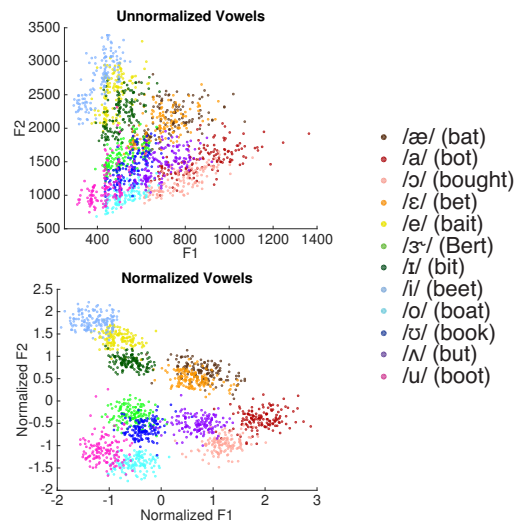 Unnormalized Vowels
3500
3000
2500
2000
1500
1000
500
F2
400 600 800 1000 1200 1400
F1
Normalized Vowels
2.5
2
1.5
1
0.5
0
-0.5
-1
-1.5
-2
Normalized F2
-2 -1 0 1 2 3
Normalized F1
/æ/ (bat)
/a/ (bot)
/ɔ/ (bought)
/ɛ/ (bet)
/e/ (bait)
/ɝ/ (Bert)
/ɪ/ (bit)
/i/ (beet)
/o/ (boat)
/ʊ/ (book)
/ʌ/ (but)
/u/ (boot)